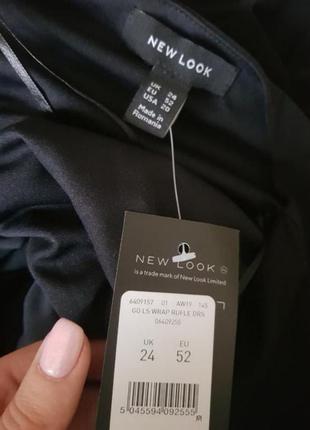 NEW LOOK
UK 24
EU 52
USA 20
Made in
Romania
NEW LOOK
is a trade mark of New Look Limited
6409157 01 AW19 145
GO LS WRAP RUFLE DRS
06409255
UK EU
24 52
5 045594 092555